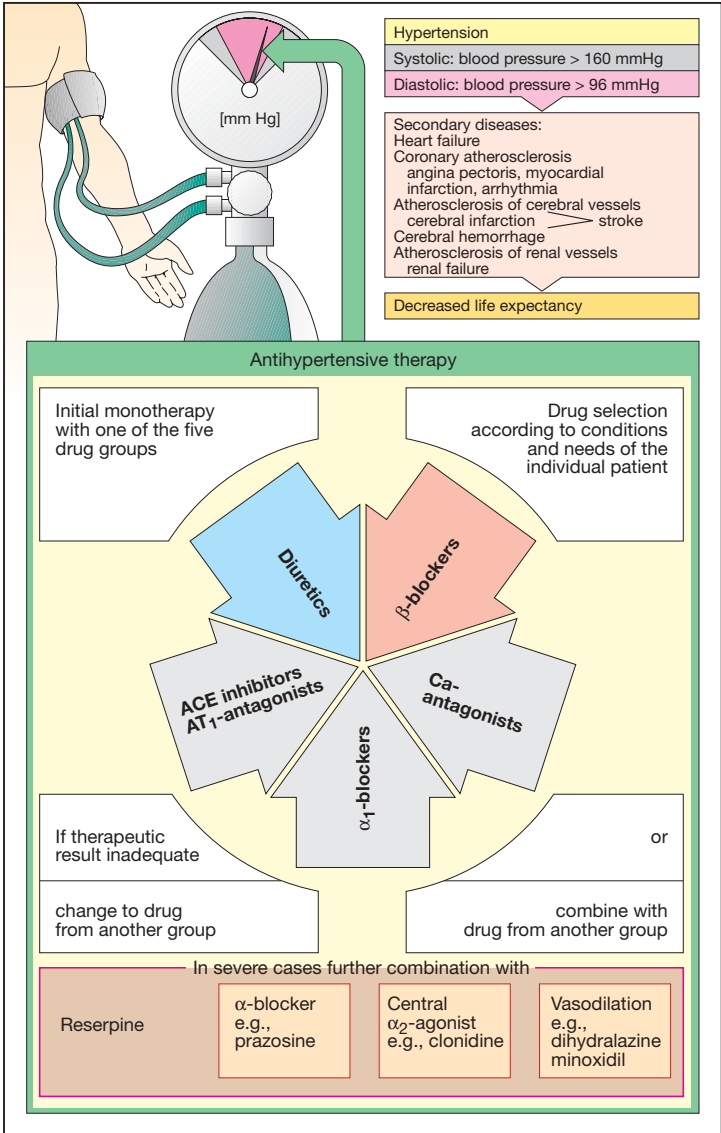 [mm Hg]
Hypertension
Systolic: blood pressure > 160 mmHg
Diastolic: blood pressure > 96 mmHg
Secondary diseases:
Heart failure
Coronary atherosclerosis
angina pectoris, myocardial
infarction, arrhythmia
Atherosclerosis of cerebral vessels
cerebral infarction > stroke
Cerebral hemorrhage
Atherosclerosis of renal vessels
renal failure
Decreased life expectancy
Antihypertensive therapy
Initial monotherapy
with one of the five
drug groups
Drug selection
according to conditions
and needs of the
individual patient
Diuretics
β-blockers
ACE inhibitors
AT1-antagonists
Ca-
antagonists
α1-blockers
If therapeutic
result inadequate
or
change to drug
from another group
combine with
drug from another group
In severe cases further combination with
Reserpine
α-blocker
e.g.,
prazosine
Central
α2-agonist
e.g., clonidine
Vasodilation
e.g.,
dihydralazine
minoxidil